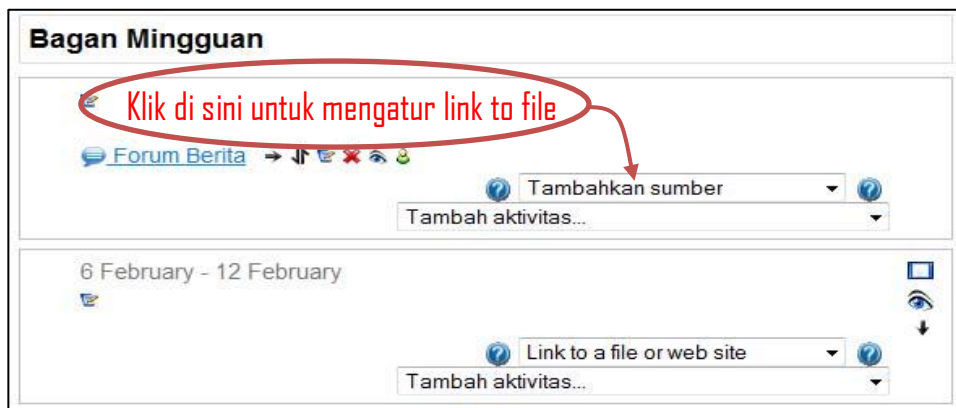 Bagan Mingguan
Klik di sini untuk mengatur link to file
Forum Berita
Tambahkan sumber
Tambah aktivitas...
6 February - 12 February
Link to a file or web site
Tambah aktivitas...